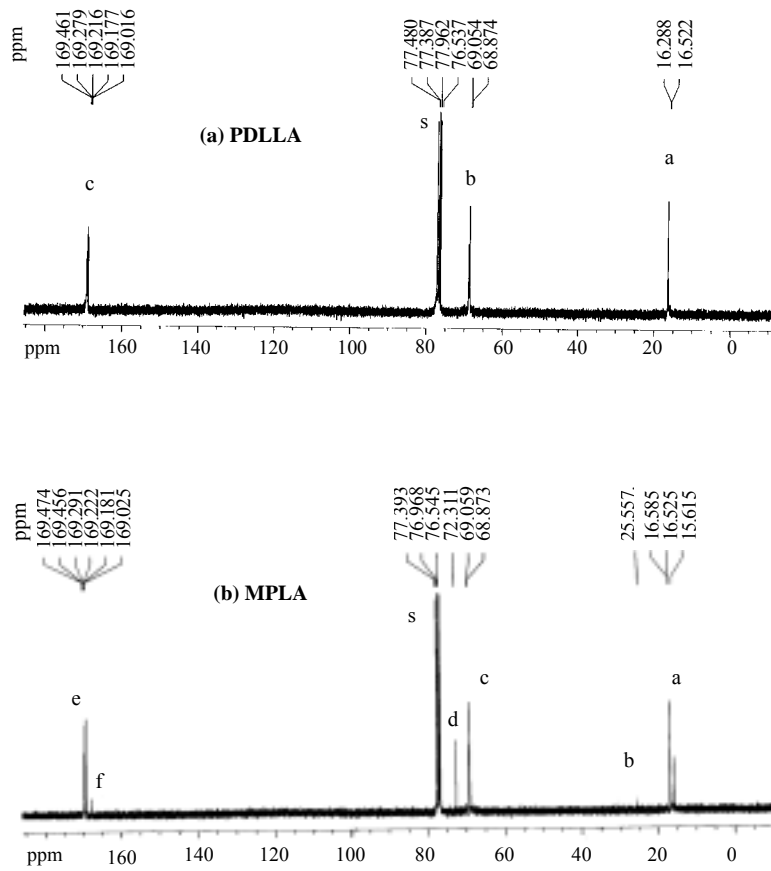 ppm
169.461
169.279
169.216
169.177
169.016
77.480
77.387
77.962
76.537
69.054
68.874
16.288
16.522
(a) PDLLA
c
s
b
a
ppm 160 140 120 100 80 60 40 20 0
ppm
169.474
169.456
169.291
169.222
169.181
169.025
77.393
76.968
76.545
72.311
69.059
68.873
25.557.
16.585
16.525
15.615
(b) MPLA
e
f
s
d
c
b
a
ppm 160 140 120 100 80 60 40 20 0